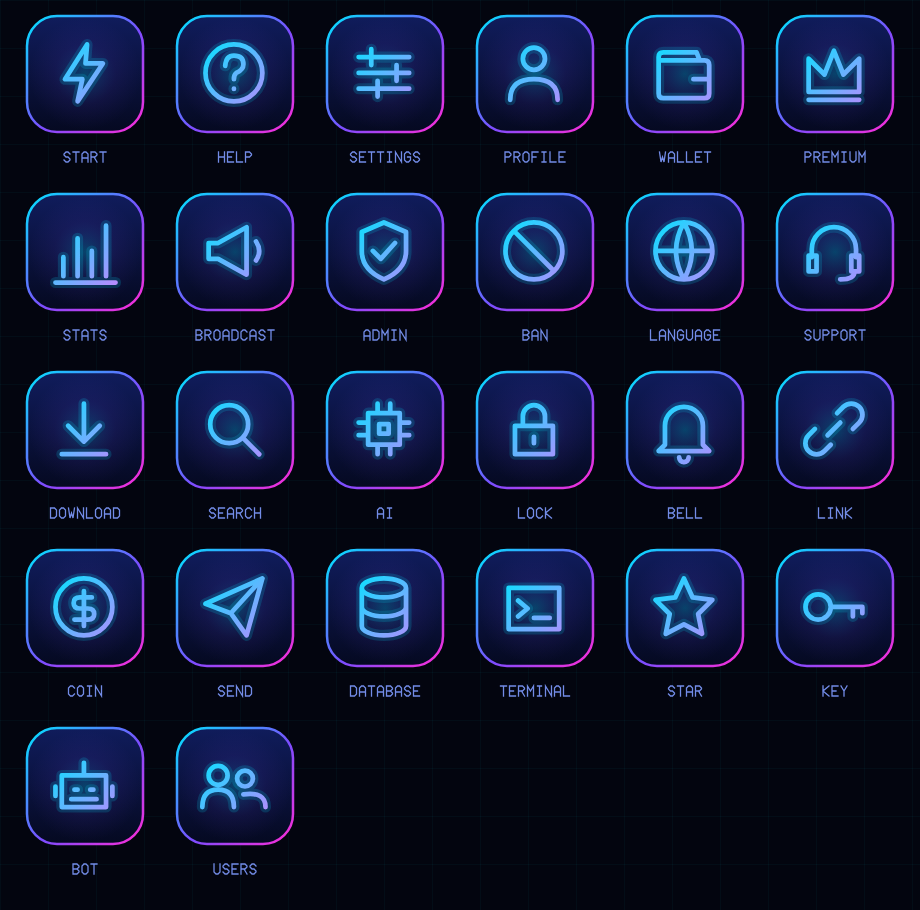 START HELP SETTINGS PROFILE WALLET PREMIUM
STATS BROADCAST ADMIN BAN LANGUAGE SUPPORT
DOWNLOAD SEARCH AI LOCK BELL LINK
COIN SEND DATABASE TERMINAL STAR KEY
BOT USERS